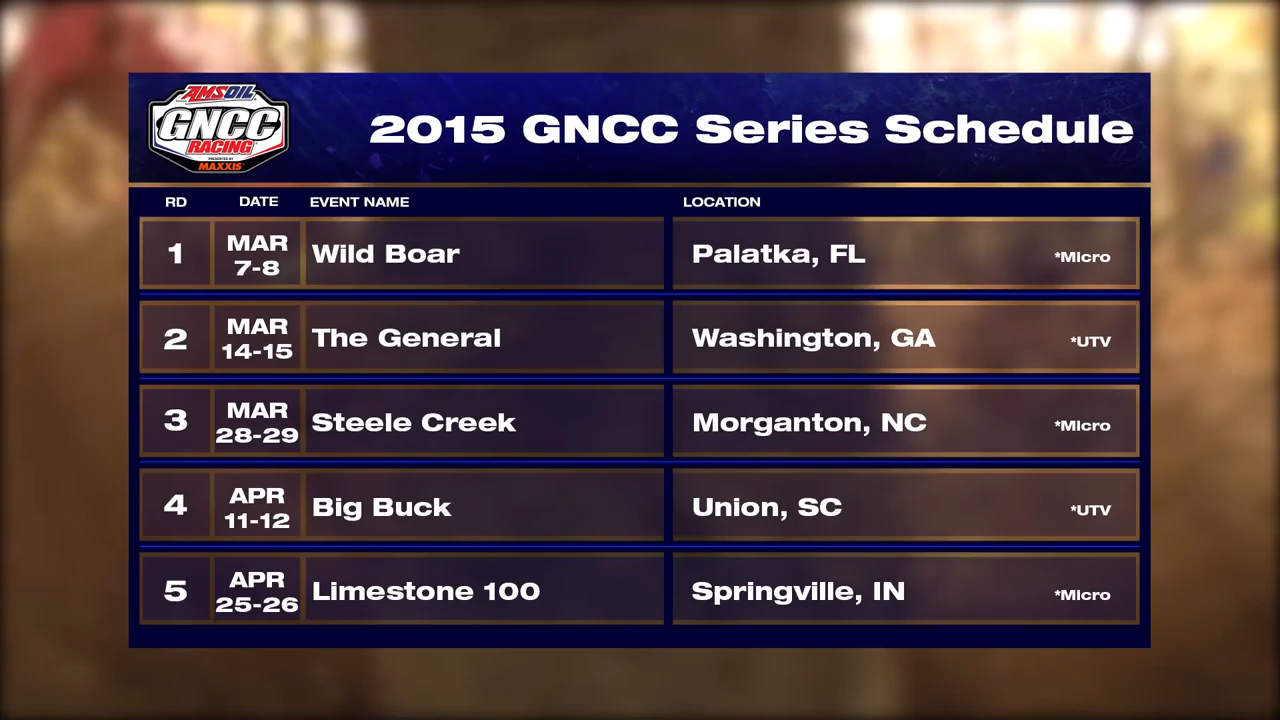 AMSOIL
GNCC
RACING
PRESENTED BY
MAXXIS
2015 GNCC Series Schedule
RD DATE EVENT NAME LOCATION
1 MAR 7-8 Wild Boar Palatka, FL *Micro
2 MAR 14-15 The General Washington, GA *UTV
3 MAR 28-29 Steele Creek Morganton, NC *Micro
4 APR 11-12 Big Buck Union, SC *UTV
5 APR 25-26 Limestone 100 Springville, IN *Micro